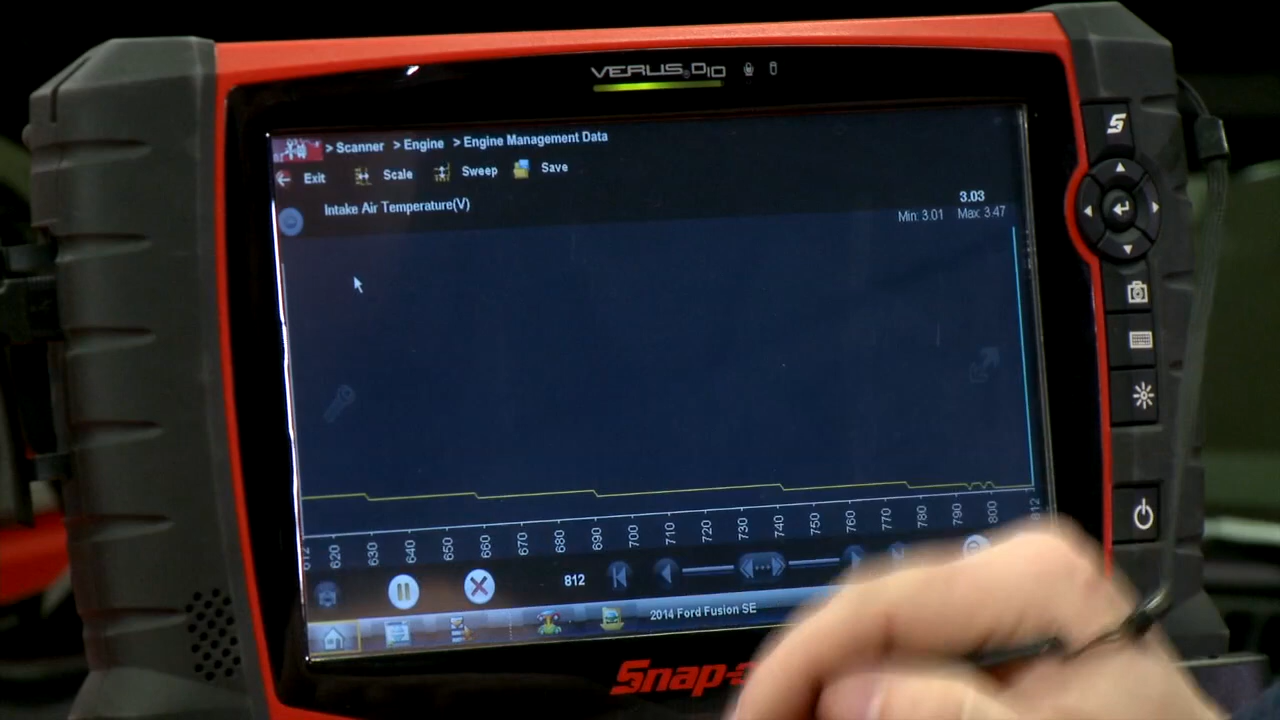 VERUS® D10
> Scanner > Engine > Engine Management Data
Exit Scale Sweep Save
Intake Air Temperature(V)
3.03
Min: 3.01 Max: 3.47
620 630 640 650 660 670 680 690 700 710 720 730 740 750 760 770 780 790 800
812
2014 Ford Fusion SE